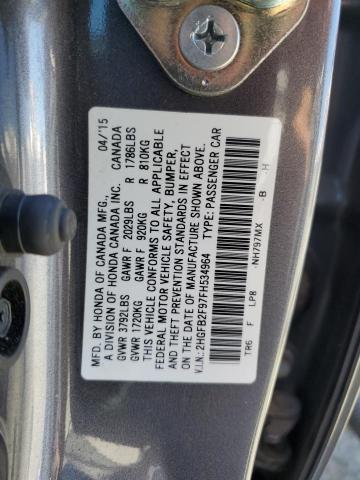 MFD. BY HONDA OF CANADA MFG., 04/'15
A DIVISION OF HONDA CANADA INC. CANADA
GVWR 3792LBS GAWR F 2029LBS R 1786LBS
GVWR 1720KG GAWR F 920KG R 810KG
THIS VEHICLE CONFORMS TO ALL APPLICABLE
FEDERAL MOTOR VEHICLE SAFETY, BUMPER,
AND THEFT PREVENTION STANDARDS IN EFFECT
ON THE DATE OF MANUFACTURE SHOWN ABOVE.
V.I.N.: 2HGFB2F97FH534964 TYPE: PASSENGER CAR
TR6 F LP8 -NH797MX -B -H